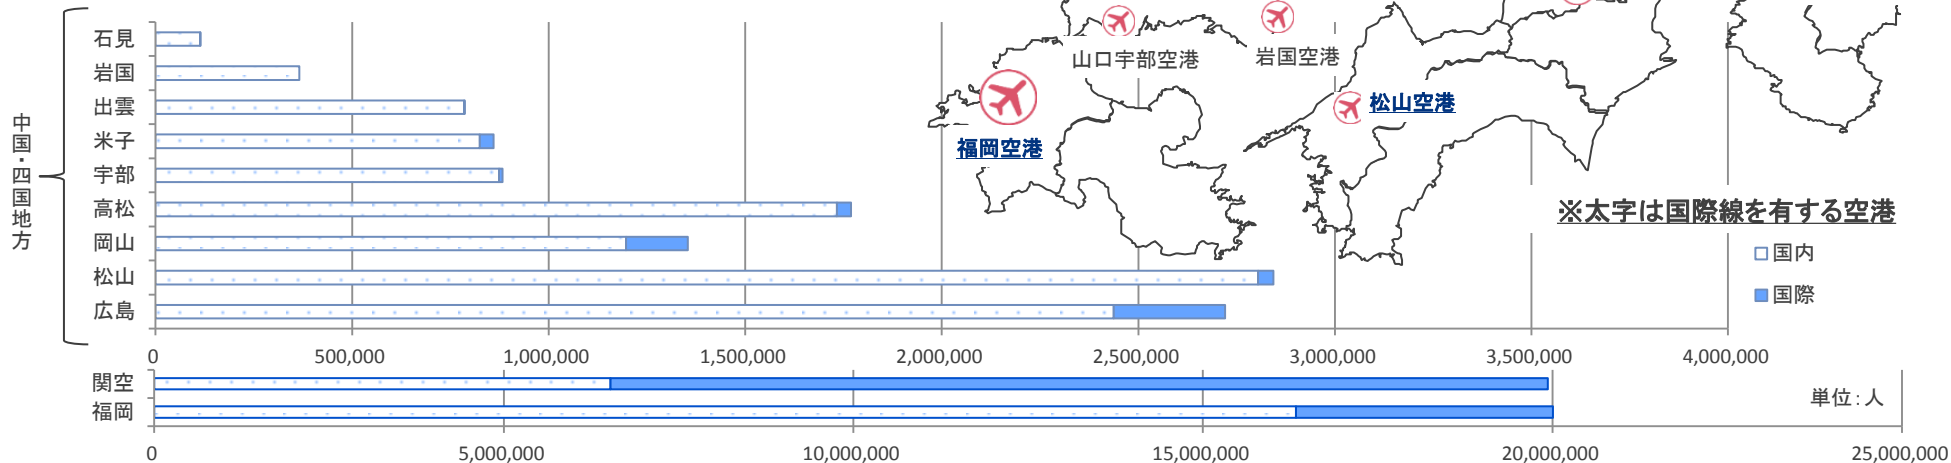 中国・四国地方
石見
岩国
出雲
米子
宇部
高松
岡山
松山
広島
0 500,000 1,000,000 1,500,000 2,000,000 2,500,000 3,000,000 3,500,000 4,000,000
山口宇部空港
岩国空港
松山空港
福岡空港
※太字は国際線を有する空港
国内
国際
関空
福岡
単位:人
0 5,000,000 10,000,000 15,000,000 20,000,000 25,000,000